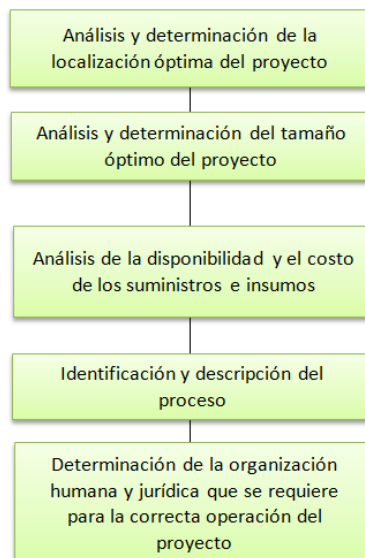 Análisis y determinación de la
localización óptima del proyecto
Análisis y determinación del tamaño
óptimo del proyecto
Análisis de la disponibilidad y el costo
de los suministros e insumos
Identificación y descripción del
proceso
Determinación de la organización
humana y jurídica que se requiere
para la correcta operación del
proyecto